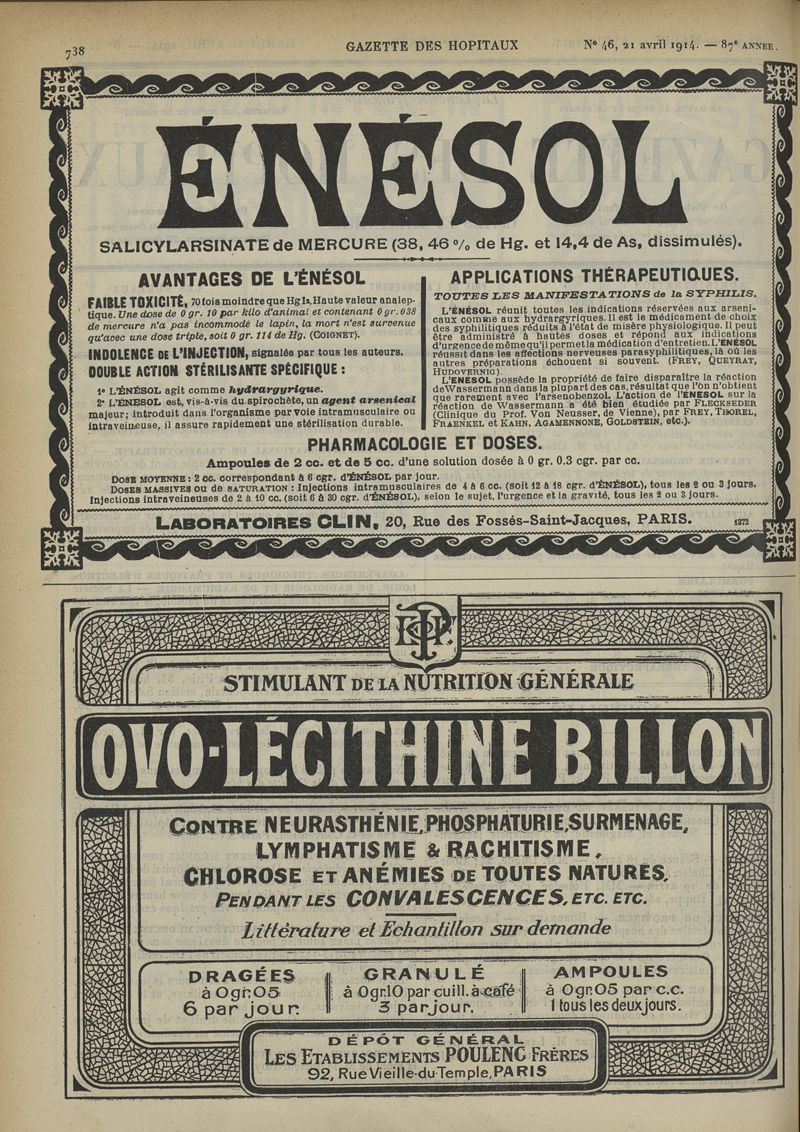 738
GAZETTE DES HOPITAUX
N° 46, 21 avril 1914. — 87e ANNEE.
ÉNÉSOL
SALICYLARSINATE de MERCURE (38, 46 % de Hg. et 14,4 de As, dissimulés).
AVANTAGES DE L'ÉNÉSOL
FAIBLE TOXICITÉ, 70 fois moindre que Hg I2, Haute valeur analep-
tique. Une dose de 0 gr. 10 par kilo d'animal et contenant 0 gr. 038
de mercure n'a pas incommodé le lapin, la mort n'est survenue
qu'avec une dose triple, soit 0 gr. 114 de Hg. (COIGNET).
INDOLENCE DE L'INJECTION, signalée par tous les auteurs.
DOUBLE ACTION STÉRILISANTE SPÉCIFIQUE :
1° L'ÉNÉSOL agit comme hydrargyrique.
2° L'ÉNÉSOL est, vis-à-vis du spirochète, un agent arsenical
majeur; introduit dans l'organisme par voie intramusculaire ou
intraveineuse, il assure rapidement une stérilisation durable.
APPLICATIONS THÉRAPEUTIQUES.
TOUTES LES MANIFESTATIONS de la SYPHILIS.
L'ÉNÉSOL réunit toutes les indications réservées aux arseni-
caux comme aux hydrargyriques. Il est le médicament de choix
des syphilitiques réduits à l'état de misère physiologique. Il peut
être administré à hautes doses et répond aux indications
d'urgence de même qu'il permet la médication d'entretien. L'ÉNÉSOL
réussit dans les affections nerveuses parasyphilitiques, là où les
autres préparations échouent si souvent. (FREY, QUEYRAT,
HUDOVERNIG).
L'ÉNÉSOL possède la propriété de faire disparaître la réaction
de Wassermann dans la plupart des cas, résultat que l'on n'obtient
que rarement avec l'arsenobenzol. L'action de l'ÉNÉSOL sur la
réaction de Wassermann a été bien étudiée par FLECKSEDER
(Clinique du Prof. Von Neusser, de Vienne), par FREY, THOREL,
FRAENKEL et KAHN, AGAMENNONE, GOLDSTEIN, etc.).
PHARMACOLOGIE ET DOSES.
Ampoules de 2 cc. et de 5 cc. d'une solution dosée à 0 gr. 0.3 cgr. par cc.
DOSE MOYENNE : 2 cc. correspondant à 6 cgr. d'ÉNÉSOL par jour.
DOSES MASSIVES ou de SATURATION : Injections intramusculaires de 4 à 6 cc. (soit 12 à 18 cgr. d'ÉNÉSOL), tous les 2 ou 3 jours.
Injections intraveineuses de 2 à 10 cc. (soit 6 à 30 cgr. d'ÉNÉSOL), selon le sujet, l'urgence et la gravité, tous les 2 ou 3 jours.
LABORATOIRES CLIN, 20, Rue des Fossés-Saint-Jacques, PARIS.
1372
STIMULANT DE LA NUTRITION GÉNÉRALE
OVO-LÉCITHINE BILLON
CONTRE NEURASTHÉNIE, PHOSPHATURIE, SURMENAGE,
LYMPHATISME & RACHITISME,
CHLOROSE ET ANÉMIES DE TOUTES NATURES,
PENDANT LES CONVALESCENCES, ETC. ETC.
Littérature et Echantillon sur demande
DRAGÉES
à 0gr.05
6 par jour.
GRANULÉ
à 0gr.10 par cuill. à café
3 par jour.
AMPOULES
à 0gr.05 par c.c.
1 tous les deux jours.
DÉPÔT GÉNÉRAL
LES ETABLISSEMENTS POULENC FRÈRES
92, Rue Vieille-du-Temple, PARIS